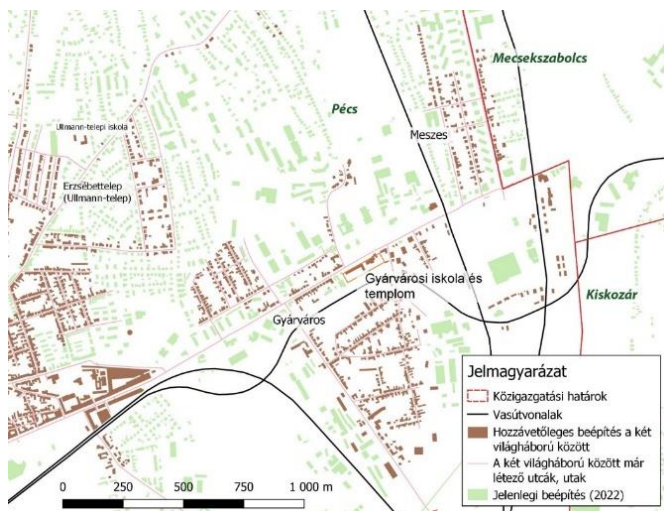 Mecsekszabolcs
Pécs
Ullmann-telepi iskola
Meszes
Erzsébettelep
(Ullmann-telep)
Gyárvárosi iskola és
templom
Kiskozár
Gyárváros
Jelmagyarázat
Közigazgatási határok
Vasútvonalak
Hozzávetőleges beépítés a két
világháború között
A két világháború között már
létező utcák, utak
Jelenlegi beépítés (2022)
0 250 500 750 1 000 m